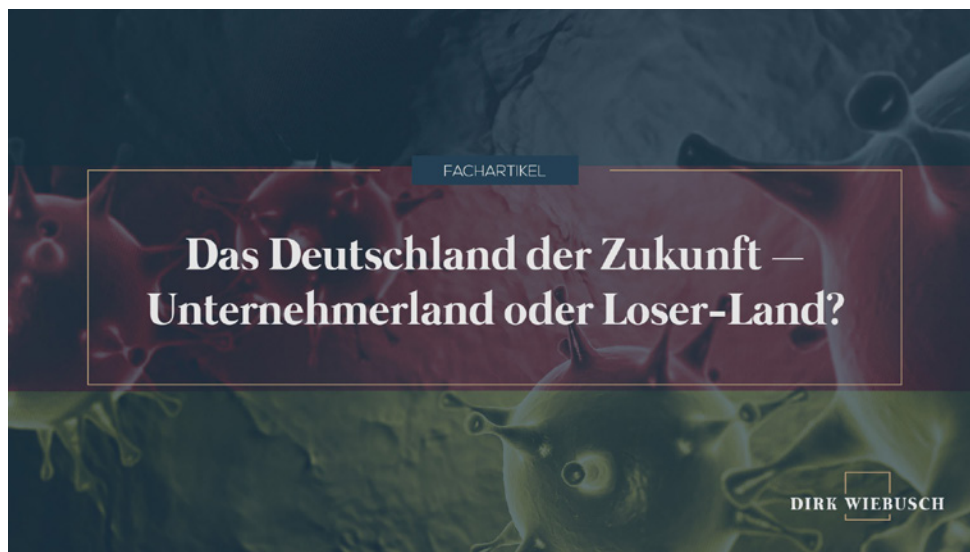 FACHARTIKEL
Das Deutschland der Zukunft —
Unternehmerland oder Loser-Land?
DIRK WIEBUSCH